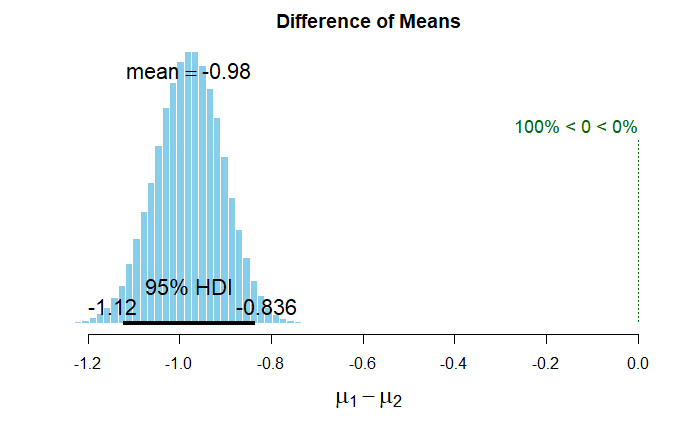 Difference of Means
mean = -0.98
100% < 0 < 0%
95% HDI
-1.12 -0.836
-1.2 -1.0 -0.8 -0.6 -0.4 -0.2 0.0
μ1 − μ2